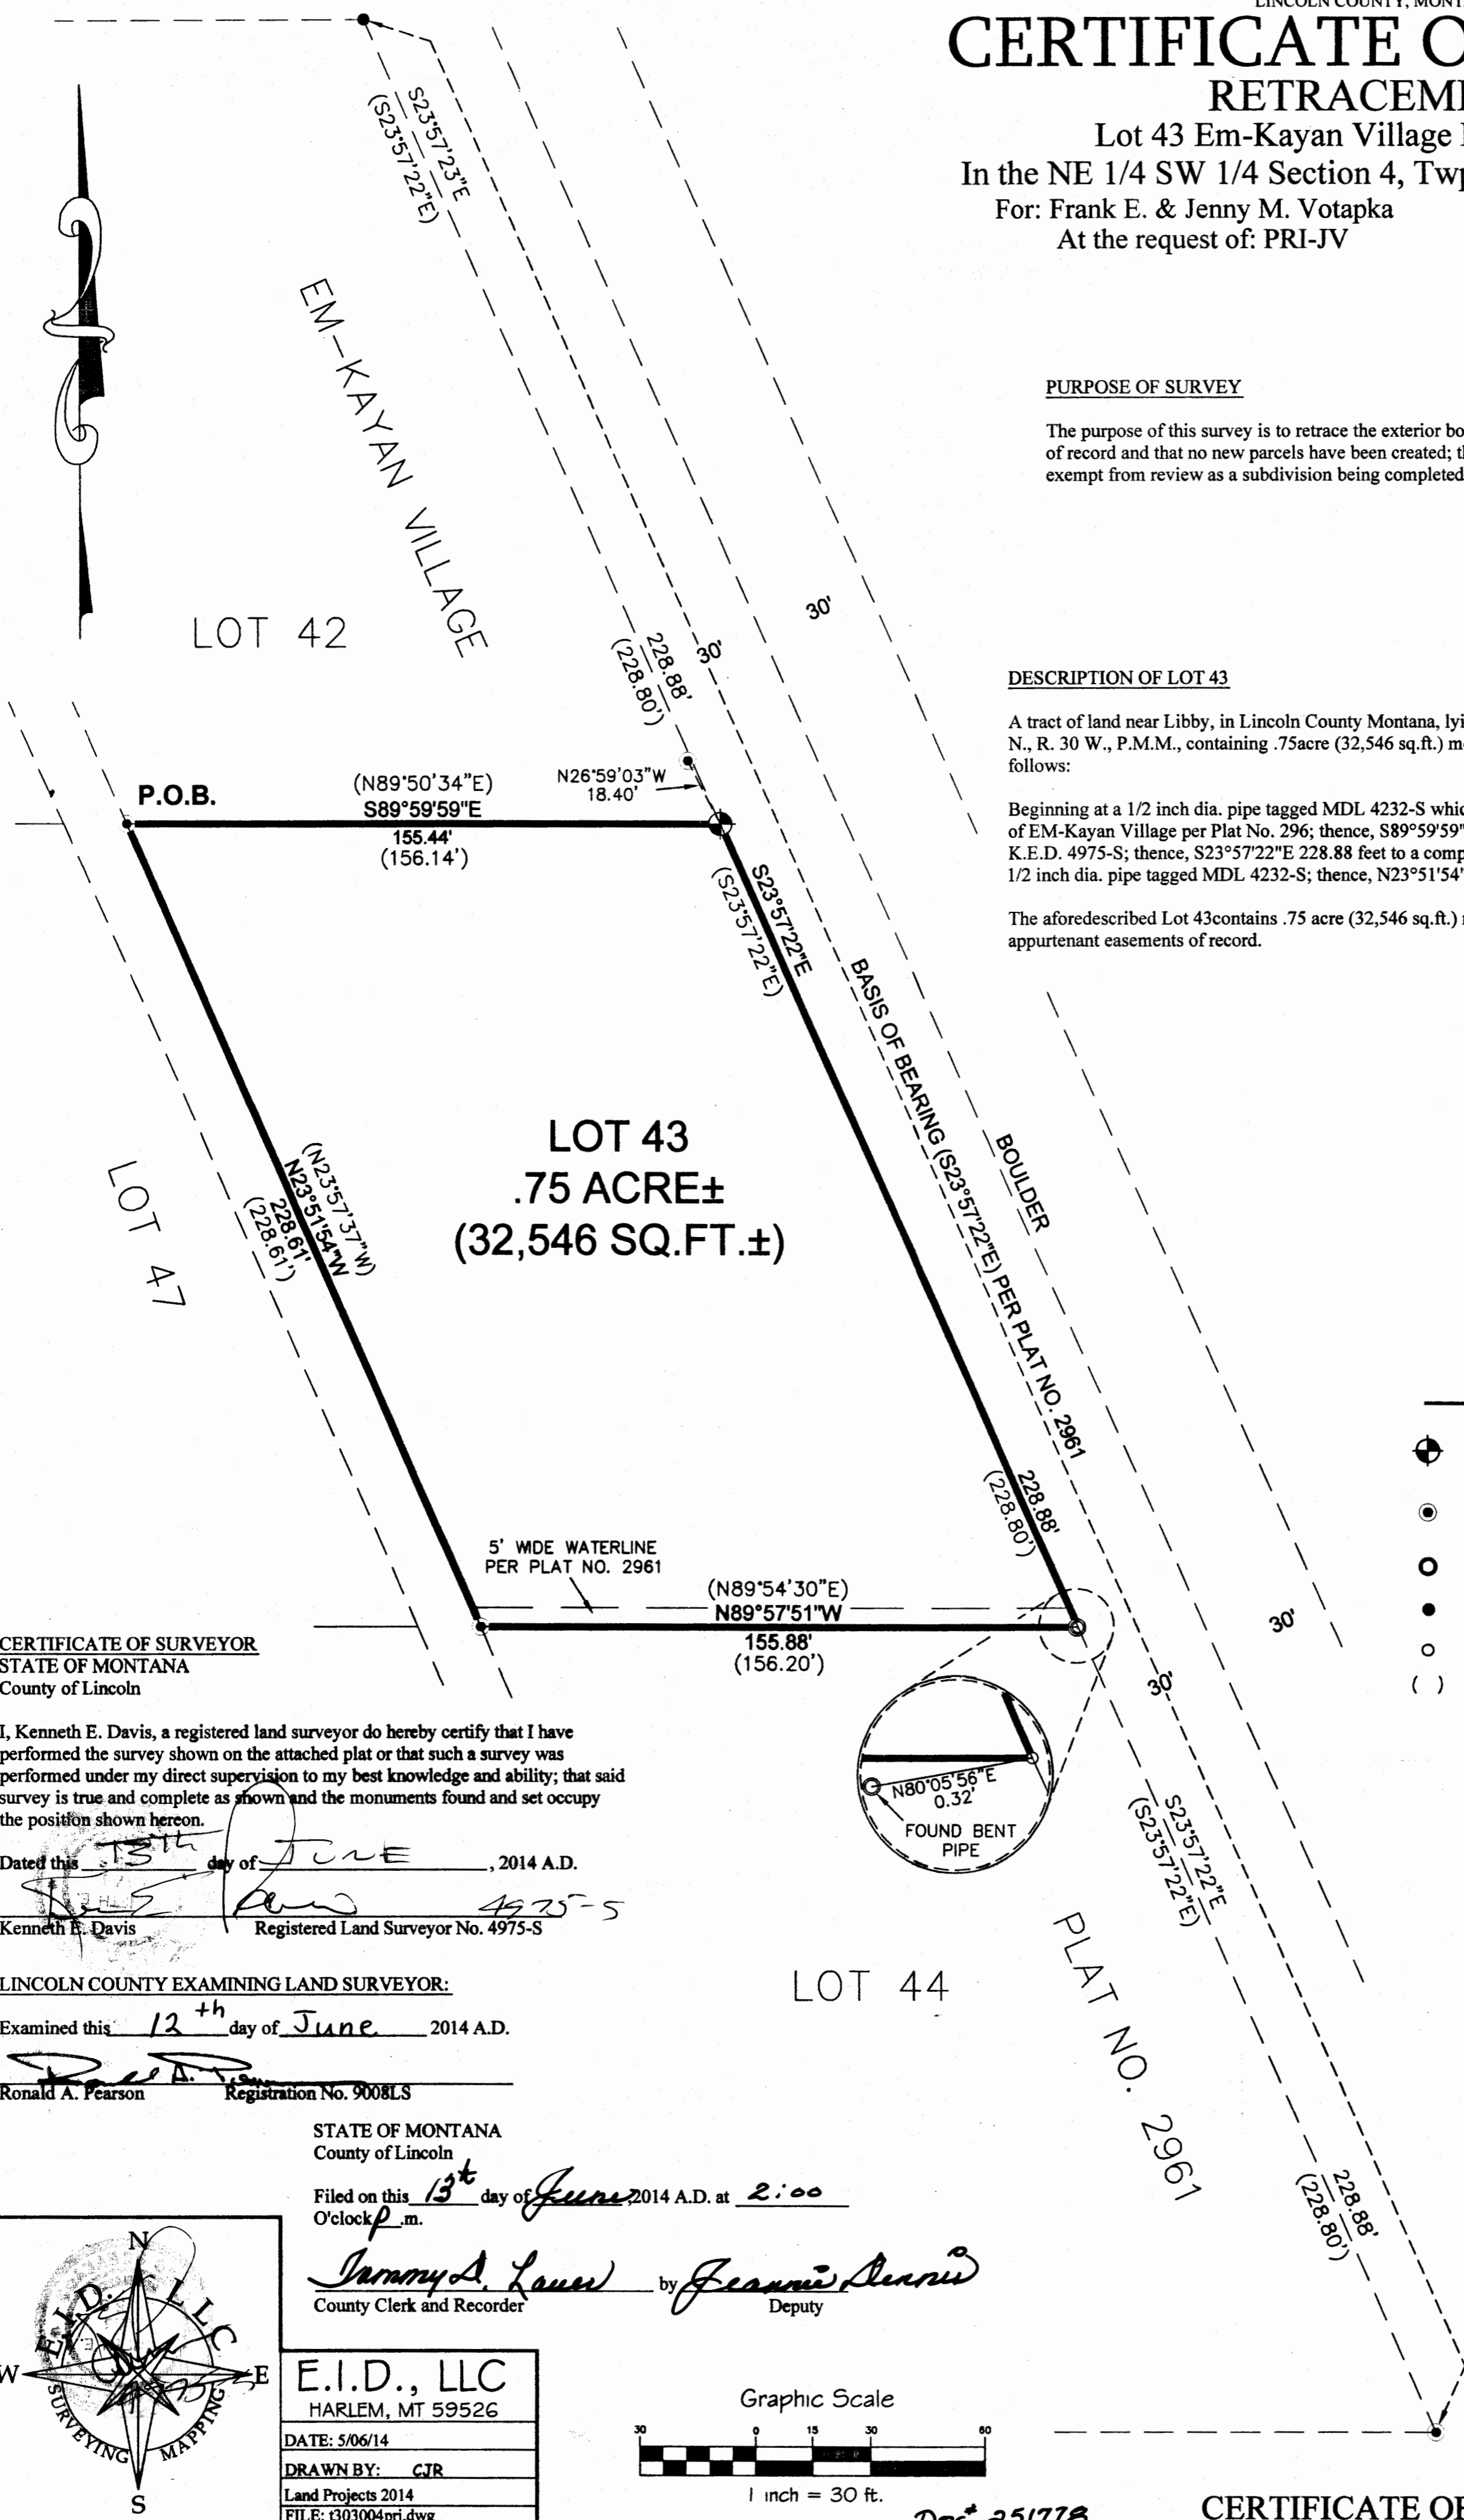 CERTIFICATE O
RETRACEM
Lot 43 Em-Kayan Village
In the NE 1/4 SW 1/4 Section 4, Twp
For: Frank E. & Jenny M. Votapka
At the request of: PRI-JV
S23°57'23"E
(S23°57'22"E)
EM-KAYAN VILLAGE
PURPOSE OF SURVEY
The purpose of this survey is to retrace the exterior bo
of record and that no new parcels have been created; t
exempt from review as a subdivision being completed
LOT 42
30'
30'
228.88'
(228.80')
DESCRIPTION OF LOT 43
A tract of land near Libby, in Lincoln County Montana, lyi
N., R. 30 W., P.M.M., containing .75acre (32,546 sq.ft.) m
follows:
Beginning at a 1/2 inch dia. pipe tagged MDL 4232-S whic
of EM-Kayan Village per Plat No. 296; thence, S89°59'59"
K.E.D. 4975-S; thence, S23°57'22"E 228.88 feet to a comp
1/2 inch dia. pipe tagged MDL 4232-S; thence, N23°51'54"
The aforedescribed Lot 43contains .75 acre (32,546 sq.ft.)
appurtenant easements of record.
P.O.B.
(N89°50'34"E)
S89°59'59"E
155.44'
(156.14')
N26°59'03"W
18.40'
S23°57'22"E
(S23°57'22"E)
BASIS OF BEARING (S23°57'22"E) PER PLAT NO. 2961
BOULDER
LOT 43
.75 ACRE±
(32,546 SQ.FT.±)
(N23°57'37"W)
N23°51'54"W
228.61'
(228.61')
LOT 47
228.88'
(228.80')
5' WIDE WATERLINE
PER PLAT NO. 2961
(N89°54'30"E)
N89°57'51"W
155.88'
(156.20')
30'
30'
( )
N80°05'56"E
0.32'
FOUND BENT
PIPE
CERTIFICATE OF SURVEYOR
STATE OF MONTANA
County of Lincoln
I, Kenneth E. Davis, a registered land surveyor do hereby certify that I have
performed the survey shown on the attached plat or that such a survey was
performed under my direct supervision to my best knowledge and ability; that said
survey is true and complete as shown and the monuments found and set occupy
the position shown hereon.
Dated this 13th day of JUNE, 2014 A.D.
4975-S
Kenneth E. Davis Registered Land Surveyor No. 4975-S
S23°57'22"E
(S23°57'22"E)
PLAT NO. 2961
LOT 44
LINCOLN COUNTY EXAMINING LAND SURVEYOR:
Examined this 12th day of June 2014 A.D.
Ronald A. Pearson Registration No. 9008LS
STATE OF MONTANA
County of Lincoln
Filed on this 13th day of June, 2014 A.D. at 2:00
O'clock p.m.
Tammy D. Lauer by Jeannie Dennis
County Clerk and Recorder Deputy
228.88'
(228.80')
N
E.I.D. LLC
W E
SURVEYING MAPPING
S
E.I.D., LLC
HARLEM, MT 59526
DATE: 5/06/14
DRAWN BY: CJR
Land Projects 2014
FILE: t303004pri.dwg
Graphic Scale
30 0 15 30 60
1 inch = 30 ft.
Doc# 251778
CERTIFICATE OF